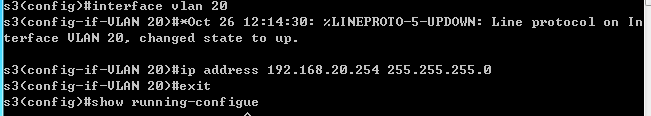 s3(config)#interface vlan 20
s3(config-if-VLAN 20)#*Oct 26 12:14:30: %LINEPROTO-5-UPDOWN: Line protocol on In
terface VLAN 20, changed state to up.
s3(config-if-VLAN 20)#ip address 192.168.20.254 255.255.255.0
s3(config-if-VLAN 20)#exit
s3(config)#show running-configue
^